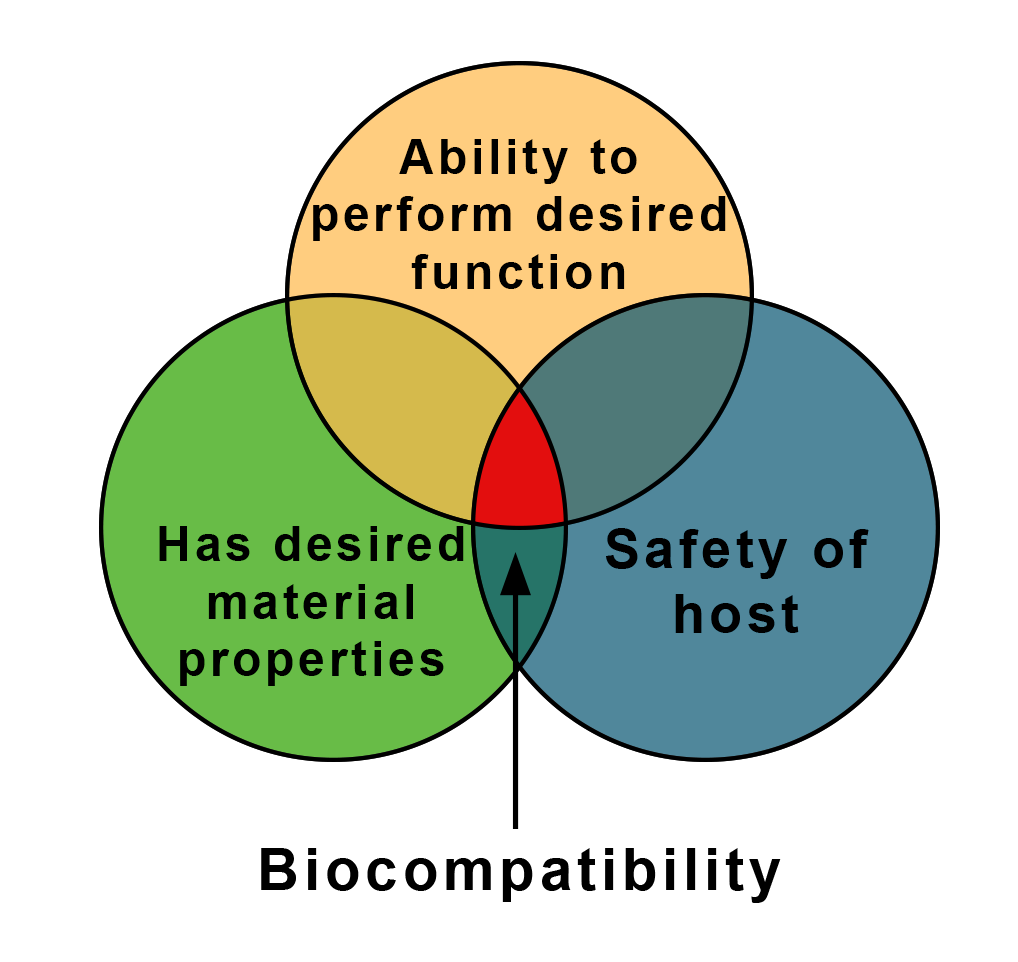 Ability to
perform desired
function
Has desired
material
properties
Safety of
host
Biocompatibility